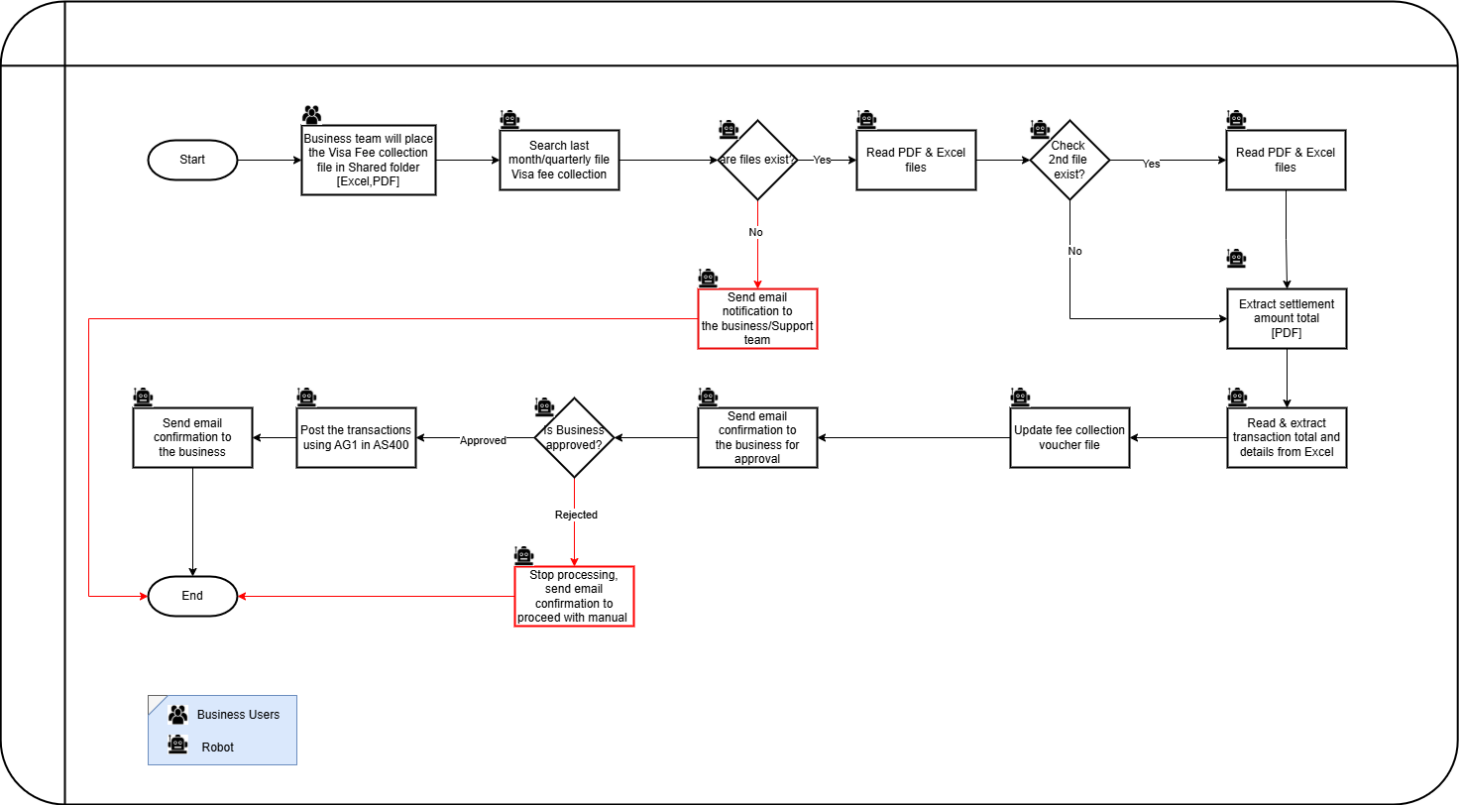 Start
Business team will place
the Visa Fee collection
file in Shared folder
[Excel,PDF]
Search last
month/quarterly file
Visa fee collection
are files exist?
Yes
Read PDF & Excel
files
Check
2nd file
exist?
Yes
Read PDF & Excel
files
No
No
Send email
notification to
the business/Support
team
Extract settlement
amount total
[PDF]
Send email
confirmation to
the business
Post the transactions
using AG1 in AS400
Approved
Is Business
approved?
Send email
confirmation to
the business for
approval
Update fee collection
voucher file
Read & extract
transaction total and
details from Excel
Rejected
Stop processing,
send email
confirmation to
proceed with manual
End
Business Users
Robot